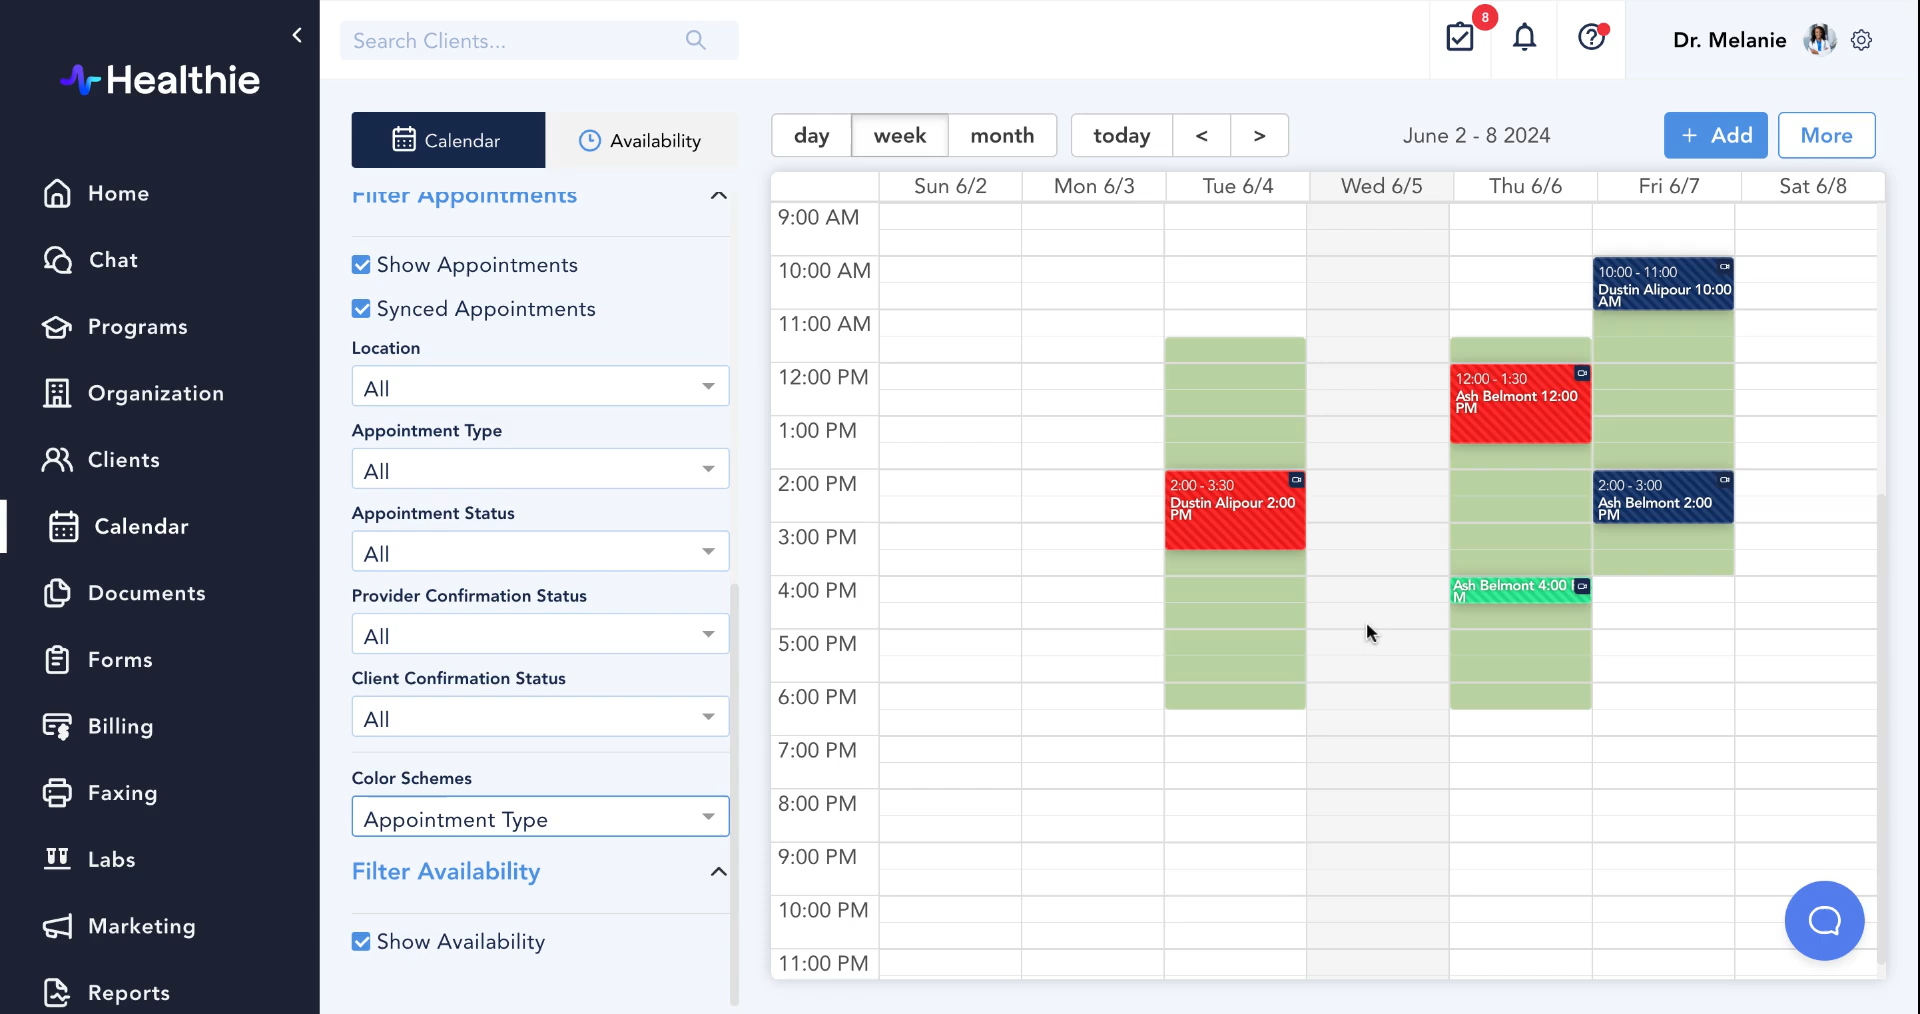 Healthie
Home
Chat
Programs
Organization
Clients
Calendar
Documents
Forms
Billing
Faxing
Labs
Marketing
Reports
Search Clients...
8
Dr. Melanie
Calendar
Availability
Filter Appointments
Show Appointments
Synced Appointments
Location
All
Appointment Type
All
Appointment Status
All
Provider Confirmation Status
All
Client Confirmation Status
All
Color Schemes
Appointment Type
Filter Availability
Show Availability
day week month today < >
June 2 - 8 2024
+ Add
More
Sun 6/2 Mon 6/3 Tue 6/4 Wed 6/5 Thu 6/6 Fri 6/7 Sat 6/8
9:00 AM
10:00 AM
11:00 AM
12:00 PM
1:00 PM
2:00 PM
3:00 PM
4:00 PM
5:00 PM
6:00 PM
7:00 PM
8:00 PM
9:00 PM
10:00 PM
11:00 PM
2:00 - 3:30
Dustin Alipour 2:00
PM
12:00 - 1:30
Ash Belmont 12:00
PM
Ash Belmont 4:00
M
10:00 - 11:00
Dustin Alipour 10:00
AM
2:00 - 3:00
Ash Belmont 2:00
PM